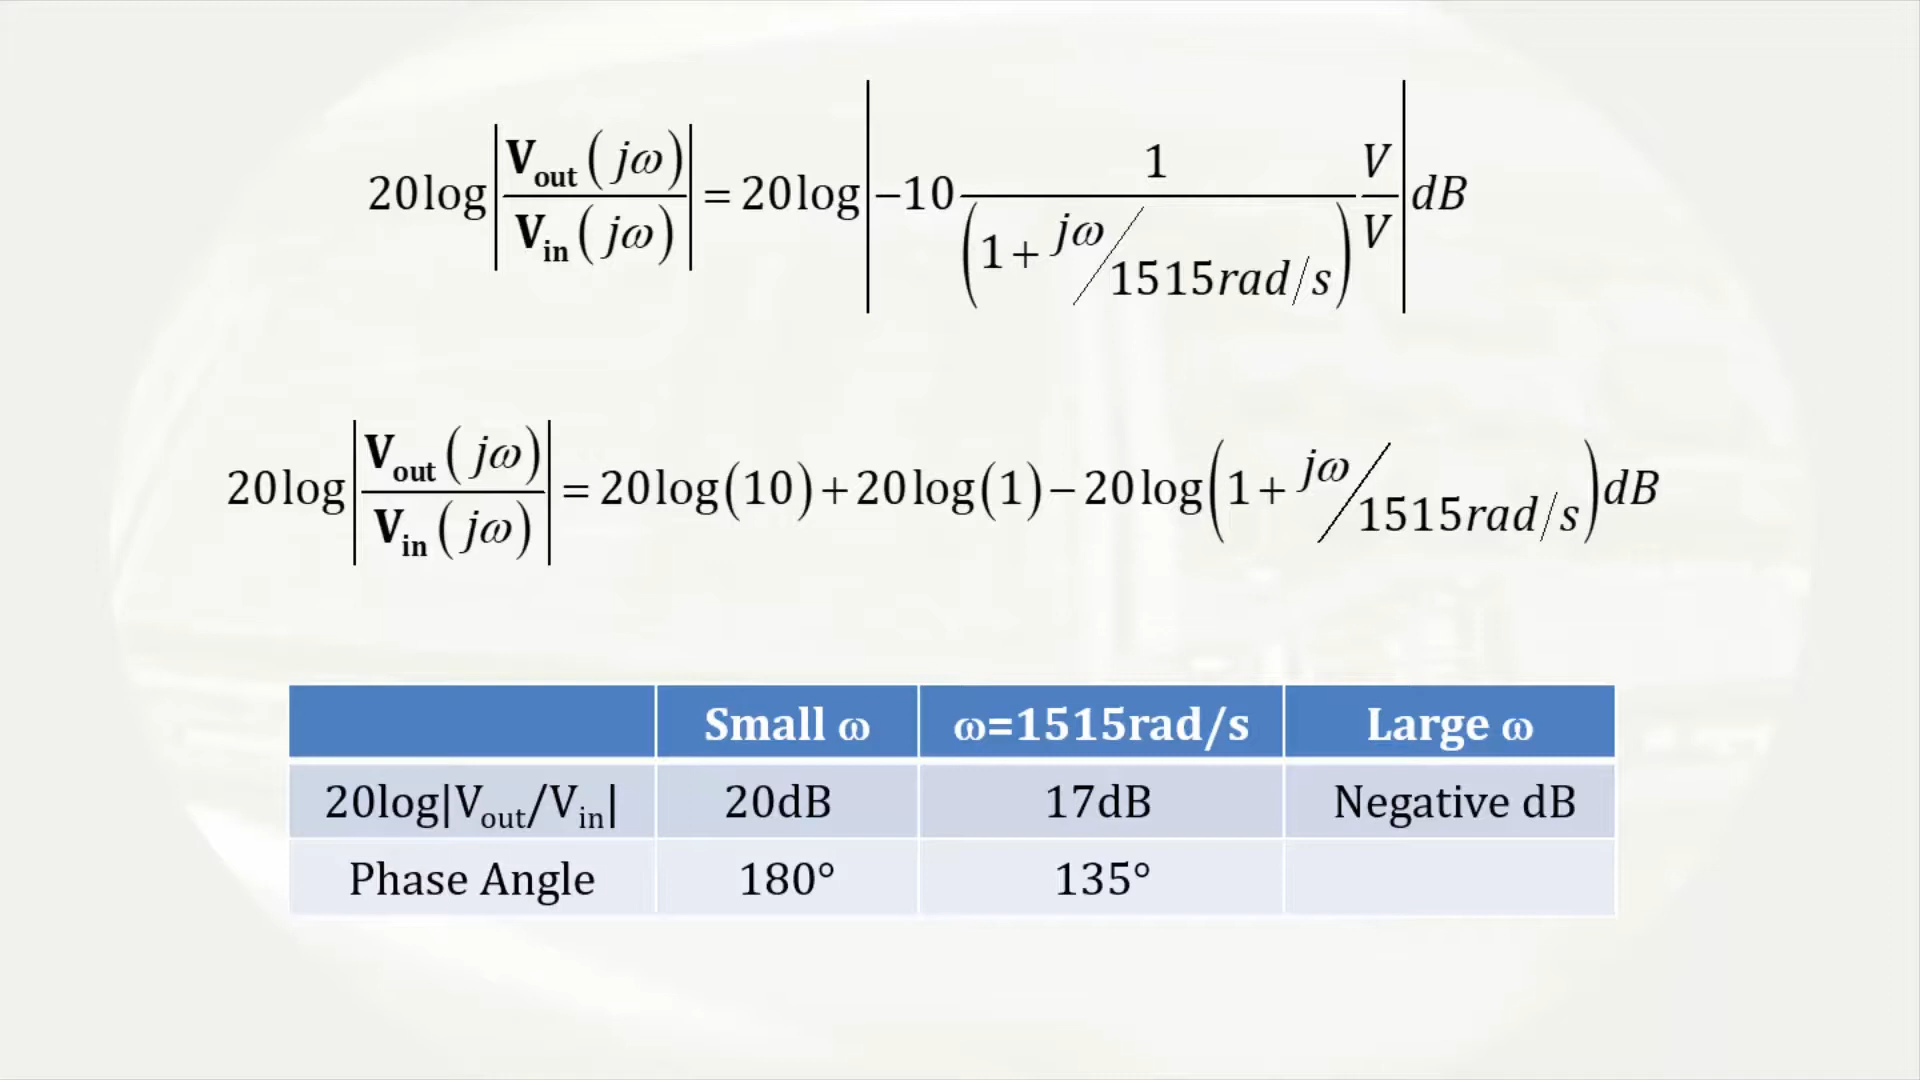 20log|V_out(jω)/V_in(jω)| = 20log|−10 1/(1+jω/1515rad/s) V/V| dB
20log|V_out(jω)/V_in(jω)| = 20log(10)+20log(1)−20log(1+jω/1515rad/s)dB
Small ω ω=1515rad/s Large ω
20log|V_out/V_in| 20dB 17dB Negative dB
Phase Angle 180° 135°